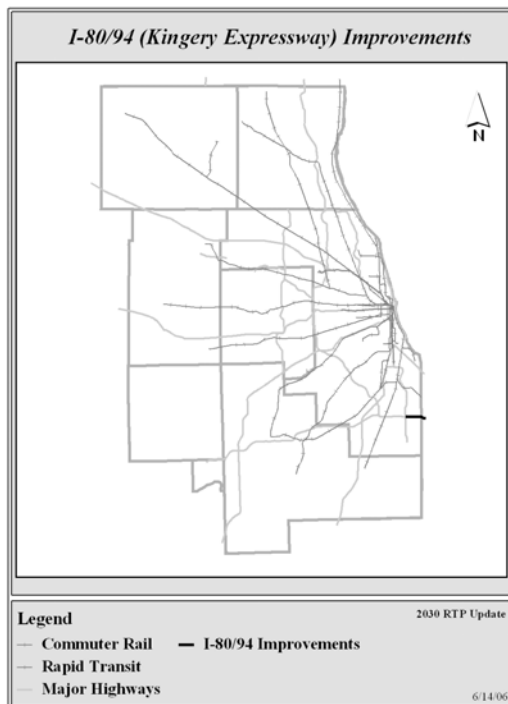 I-80/94 (Kingery Expressway) Improvements
N
Legend
2030 RTP Update
Commuter Rail
I-80/94 Improvements
Rapid Transit
Major Highways
6/14/06